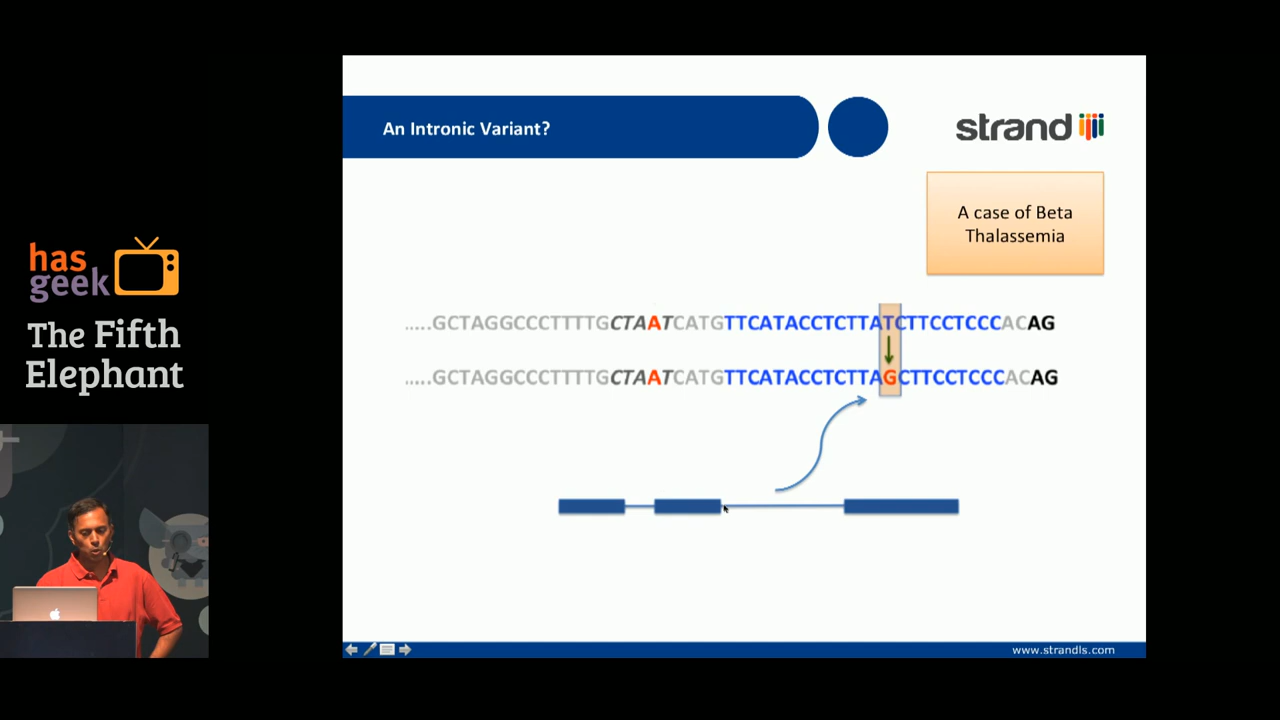 An Intronic Variant?
strand
A case of Beta
Thalassemia
has
geek
The Fifth
Elephant
.....GCTAGGCCCTTTTGCTAATCATGTTCATACCTCTTATCTTCCTCCCACAG
.....GCTAGGCCCTTTTGCTAATCATGTTCATACCTCTTAGCTTCCTCCCACAG
www.strandls.com